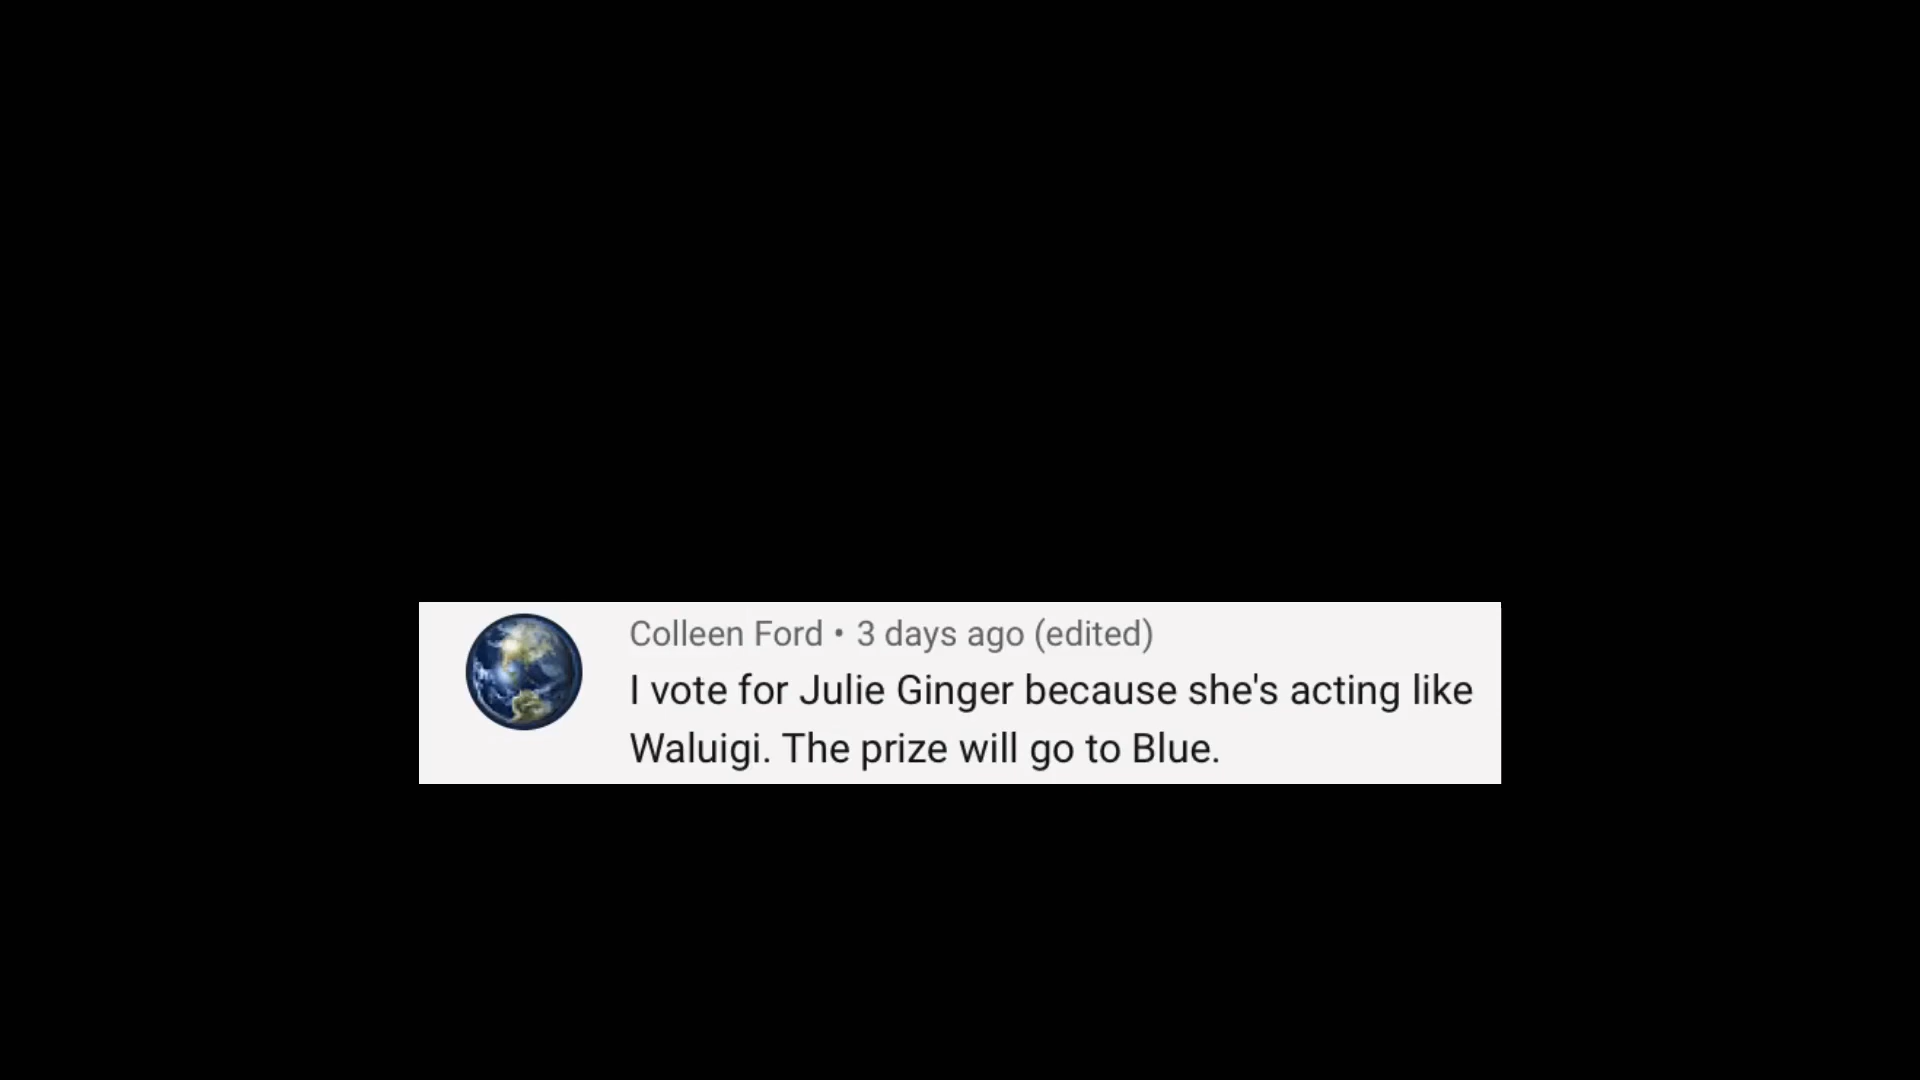 Colleen Ford • 3 days ago (edited)
I vote for Julie Ginger because she's acting like
Waluigi. The prize will go to Blue.